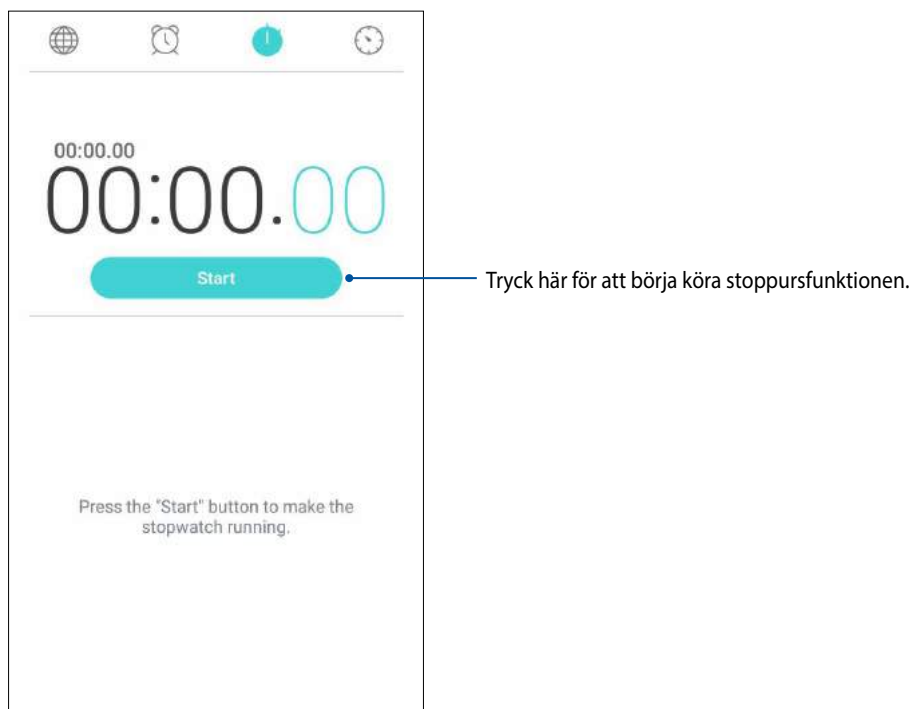 00:00.00
00:00.00
Start
Tryck här för att börja köra stoppursfunktionen.
Press the "Start" button to make the
stopwatch running.